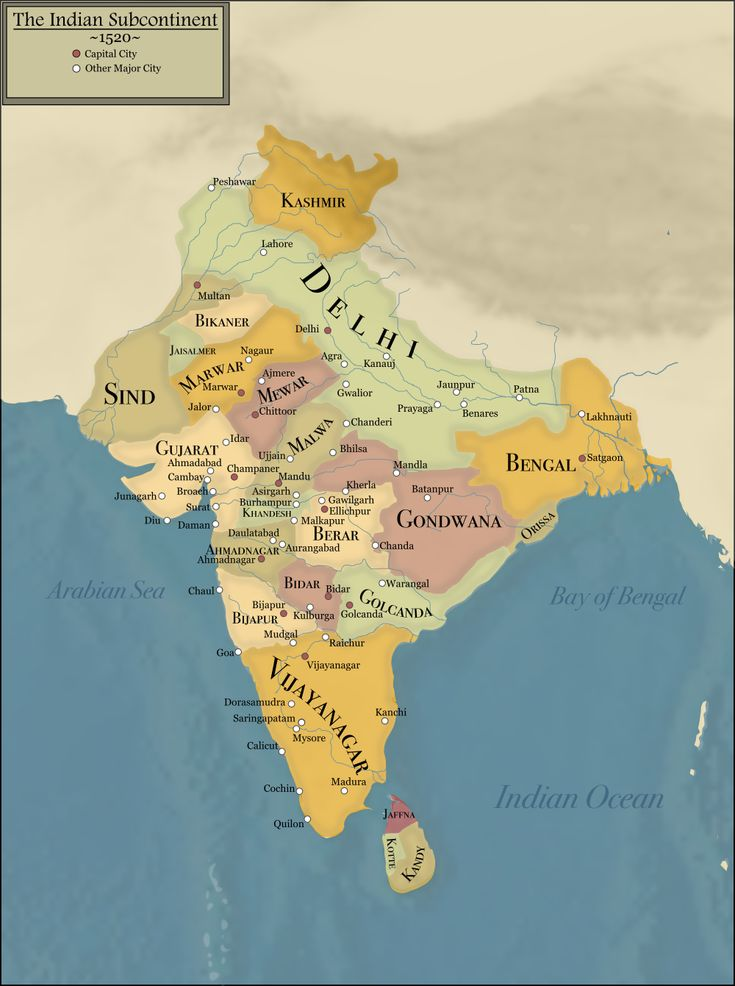 The Indian Subcontinent
~1520~
Capital City
Other Major City
Peshawar
KASHMIR
Lahore
DELHI
Multan
BIKANER
Delhi
JAISALMER
Nagaur
Agra
Kanauj
MARWAR
Ajmere
Marwar
MEWAR
Gwalior
Jaunpur
Patna
SIND
Jalor
Chittoor
Prayaga
Benares
Lakhnauti
Chanderi
MALWA
Idar
GUJARAT
Bhilsa
Ujjain
BENGAL
Satgaon
Ahmadabad
Champaner
Mandla
Cambay
Mandu
Kherla
Batanpur
Junagarh
Broach
Asirgarh
Gawilgarh
Surat
Burhampur
Ellichpur
KHANDESH
GONDWANA
Diu
Daman
Malkapur
ORISSA
Daulatabad
BERAR
Aurangabad
Chanda
AHMADNAGAR
Ahmadnagar
BIDAR
Warangal
Chaul
Bidar
GOLCANDA
Arabian Sea
Bay of Bengal
Bijapur
Kulburga
Golcanda
BIJAPUR
Mudgal
Raichur
Goa
Vijayanagar
VIJAYANAGAR
Dorasamudra
Saringapatam
Kanchi
Mysore
Calicut
Madura
Cochin
Indian Ocean
Quilon
JAFFNA
KOTTE
KANDY